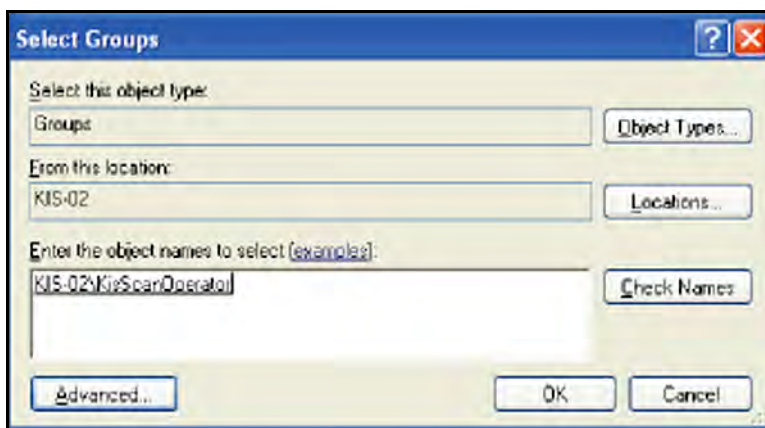 Select Groups
Select this object type:
Groups
Object Types...
From this location:
KIS-02
Locations...
Enter the object names to select (examples):
KIS-02\KisScanOperator
Check Names
Advanced...
OK
Cancel